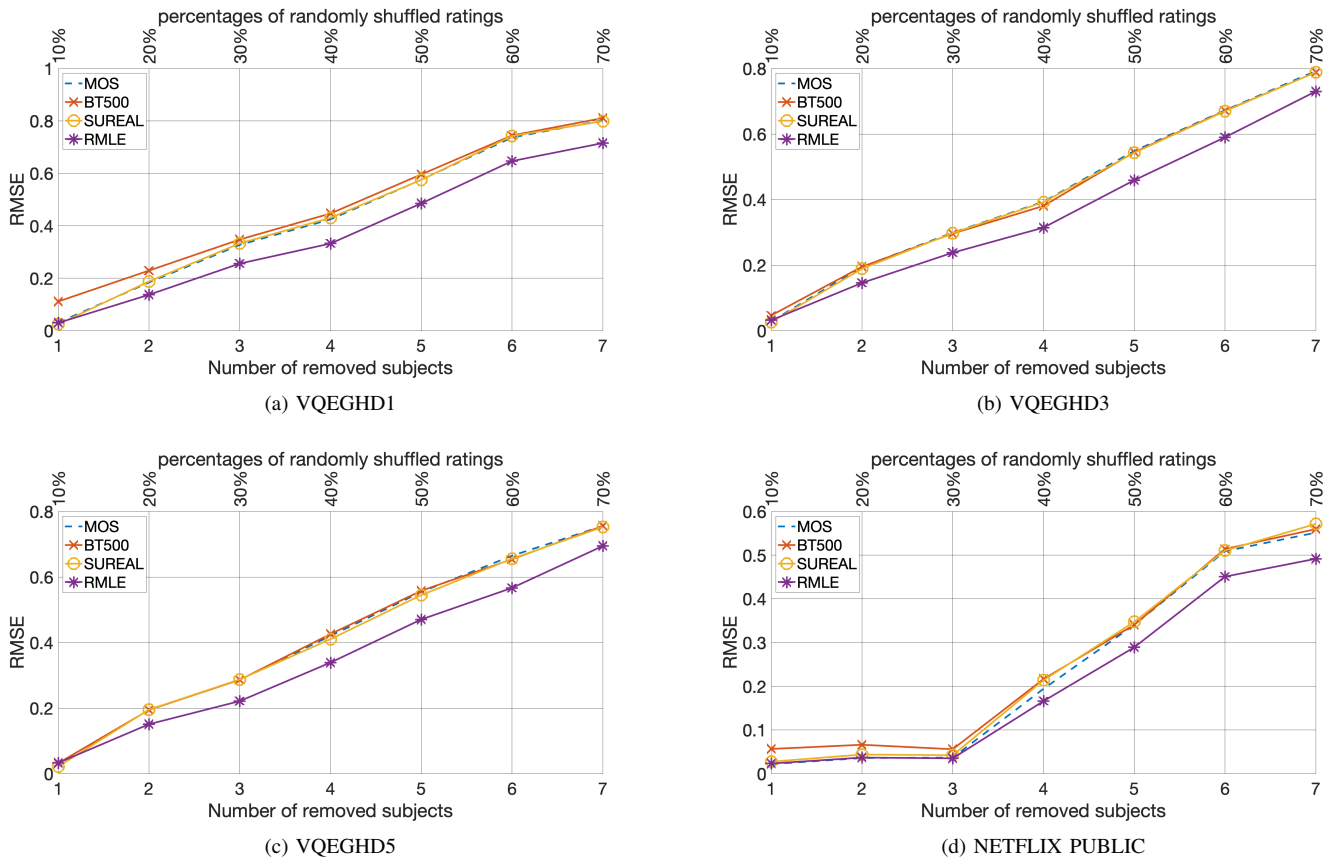 percentages of randomly shuffled ratings
10% 20% 30% 40% 50% 60% 70%
1
0.8
0.6
0.4
0.2
0
RMSE
MOS
BT500
SUREAL
RMLE
1 2 3 4 5 6 7
Number of removed subjects
(a) VQEGHD1
percentages of randomly shuffled ratings
10% 20% 30% 40% 50% 60% 70%
0.8
0.6
0.4
0.2
0
RMSE
MOS
BT500
SUREAL
RMLE
1 2 3 4 5 6 7
Number of removed subjects
(b) VQEGHD3
percentages of randomly shuffled ratings
10% 20% 30% 40% 50% 60% 70%
0.8
0.6
0.4
0.2
0
RMSE
MOS
BT500
SUREAL
RMLE
1 2 3 4 5 6 7
Number of removed subjects
(c) VQEGHD5
percentages of randomly shuffled ratings
10% 20% 30% 40% 50% 60% 70%
0.6
0.5
0.4
0.3
0.2
0.1
0
RMSE
MOS
BT500
SUREAL
RMLE
1 2 3 4 5 6 7
Number of removed subjects
(d) NETFLIX PUBLIC